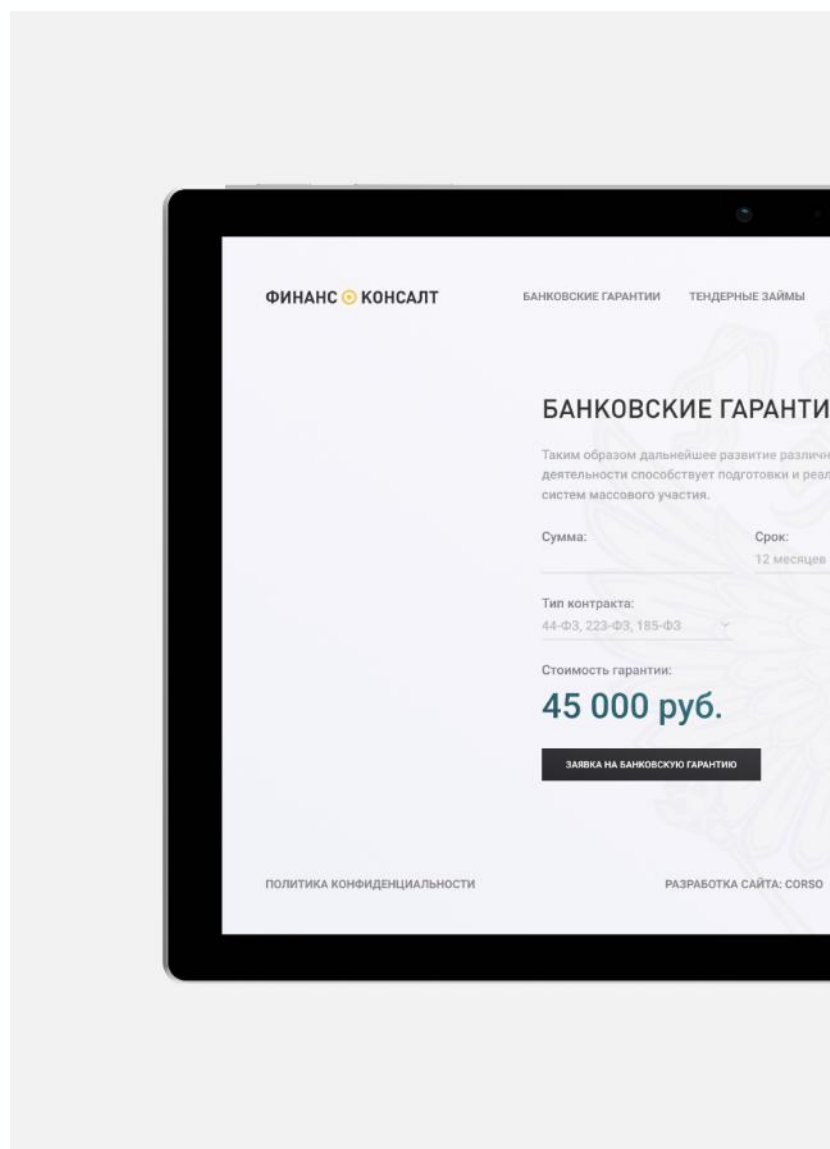 ФИНАНС КОНСАЛТ
БАНКОВСКИЕ ГАРАНТИИ ТЕНДЕРНЫЕ ЗАЙМЫ
БАНКОВСКИЕ ГАРАНТИ
Таким образом дальнейшее развитие различн
деятельности способствует подготовки и реал
систем массового участия.
Сумма: Срок:
12 месяцев
Тип контракта:
44-ФЗ, 223-ФЗ, 185-ФЗ
Стоимость гарантии:
45 000 руб.
ЗАЯВКА НА БАНКОВСКУЮ ГАРАНТИЮ
ПОЛИТИКА КОНФИДЕНЦИАЛЬНОСТИ РАЗРАБОТКА САЙТА: CORSO